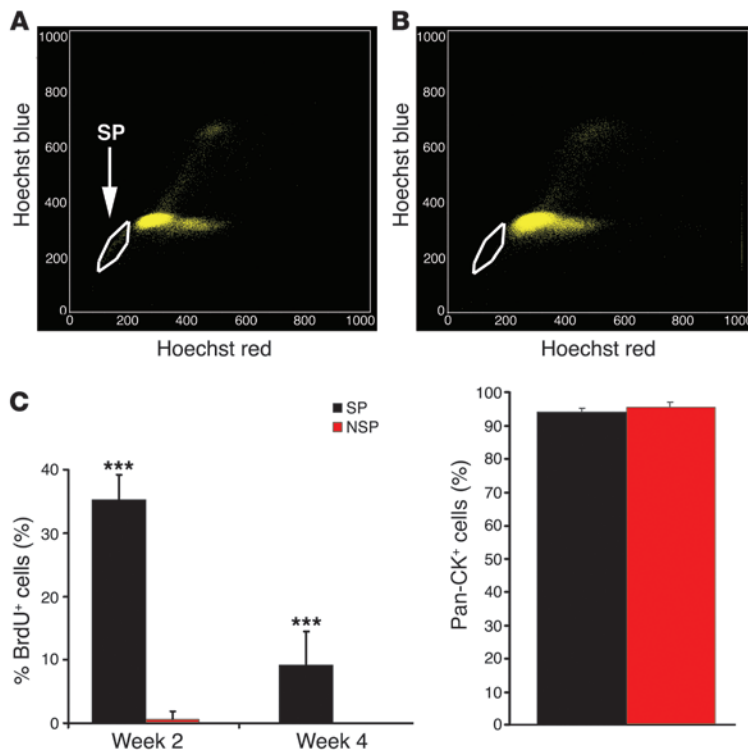 A
1000
800
600
400
200
0
0 200 400 600 800 1000
Hoechst blue
Hoechst red
SP
B
1000
800
600
400
200
0
0 200 400 600 800 1000
Hoechst blue
Hoechst red
C
SP
NSP
40
30
20
10
0
% BrdU⁺ cells (%)
***
***
Week 2 Week 4
100
90
80
70
60
50
40
30
20
10
0
Pan-CK⁺ cells (%)